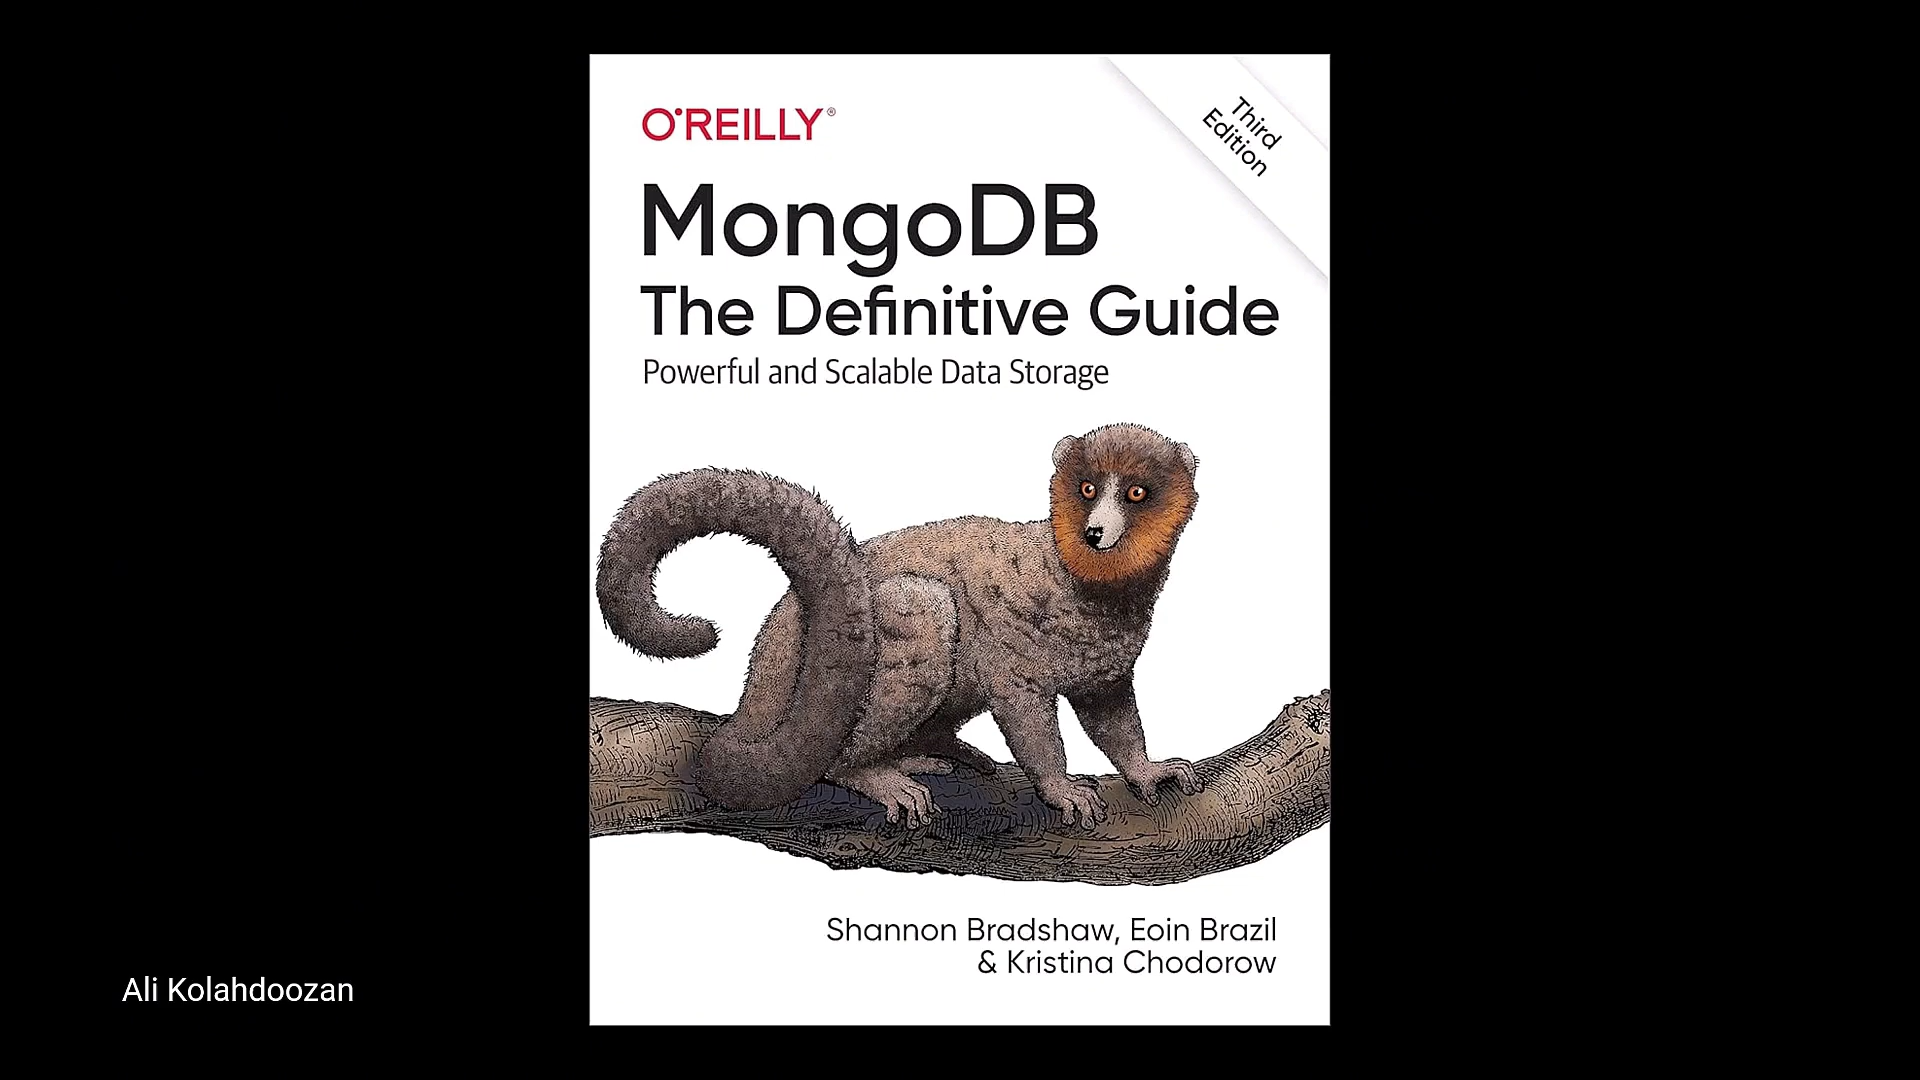 O'REILLY®
Third
Edition
MongoDB
The Definitive Guide
Powerful and Scalable Data Storage
Shannon Bradshaw, Eoin Brazil
& Kristina Chodorow
Ali Kolahdoozan